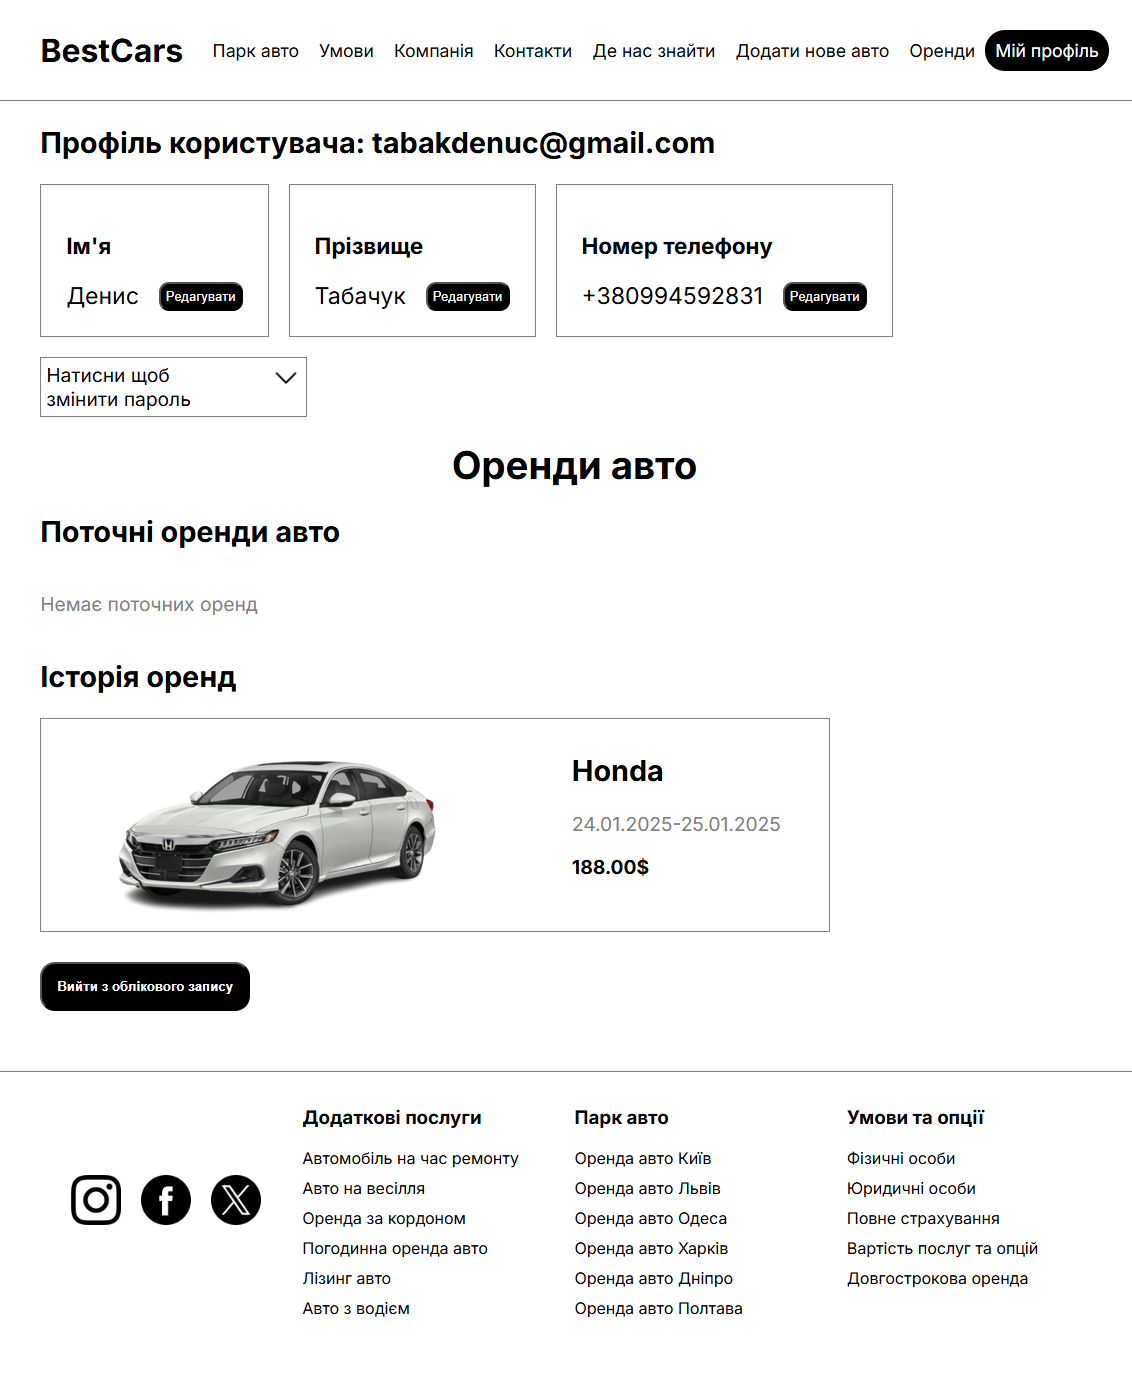 BestCars Парк авто Умови Компанія Контакти Де нас знайти Додати нове авто Оренди Мій профіль
Профіль користувача: tabakdenuc@gmail.com
Ім'я
Денис Редагувати
Прізвище
Табачук Редагувати
Номер телефону
+380994592831 Редагувати
Натисни щоб
змінити пароль
Оренди авто
Поточні оренди авто
Немає поточних оренд
Історія оренд
Honda
24.01.2025-25.01.2025
188.00$
Вийти з облікового запису
Додаткові послуги
Автомобіль на час ремонту
Авто на весілля
Оренда за кордоном
Погодинна оренда авто
Лізинг авто
Авто з водієм
Парк авто
Оренда авто Київ
Оренда авто Львів
Оренда авто Одеса
Оренда авто Харків
Оренда авто Дніпро
Оренда авто Полтава
Умови та опції
Фізичні особи
Юридичні особи
Повне страхування
Вартість послуг та опцій
Довгострокова оренда